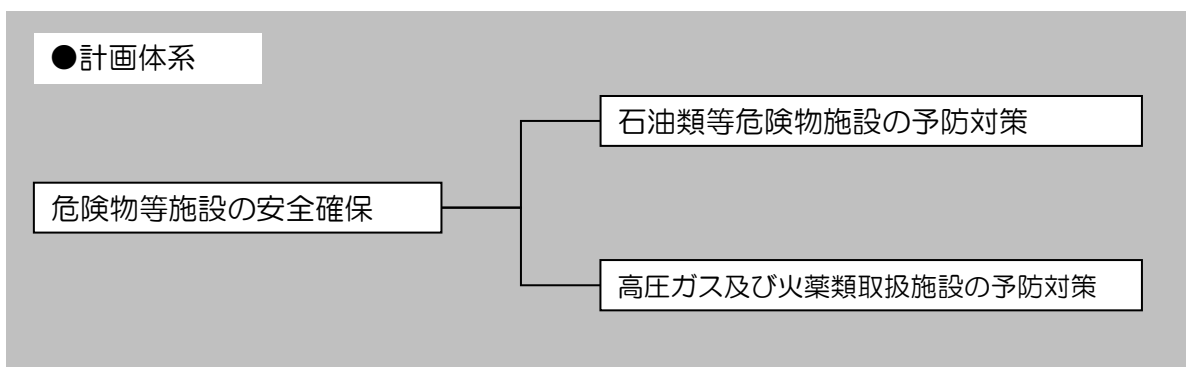 ●計画体系
石油類等危険物施設の予防対策
危険物等施設の安全確保
高圧ガス及び火薬類取扱施設の予防対策